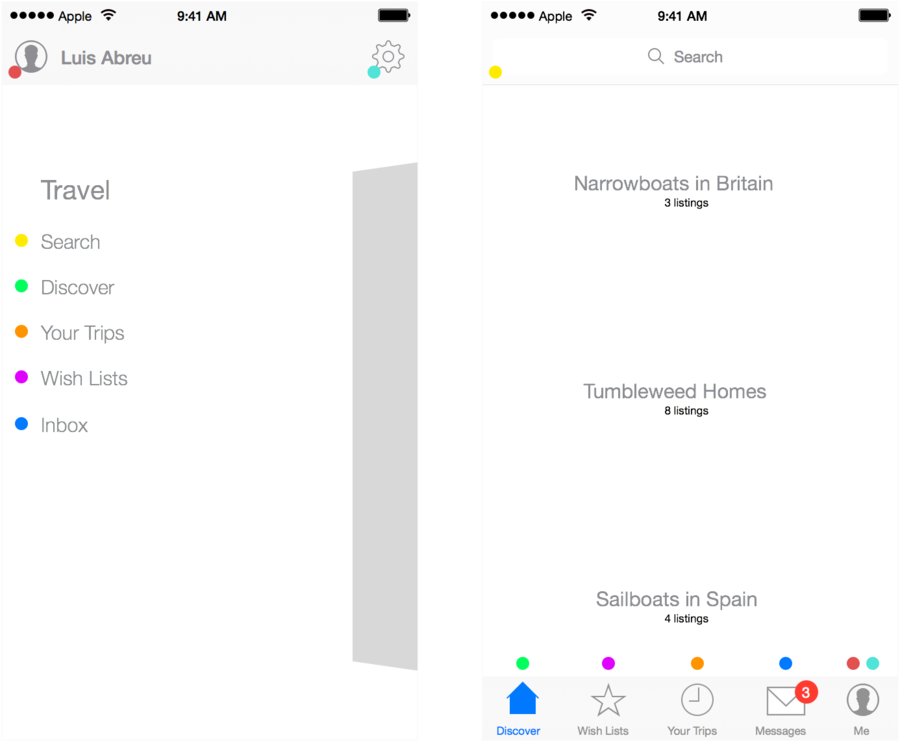 Apple 9:41 AM
Luis Abreu
Travel
Search
Discover
Your Trips
Wish Lists
Inbox
Apple 9:41 AM
Search
Narrowboats in Britain
3 listings
Tumbleweed Homes
8 listings
Sailboats in Spain
4 listings
3
Discover Wish Lists Your Trips Messages Me